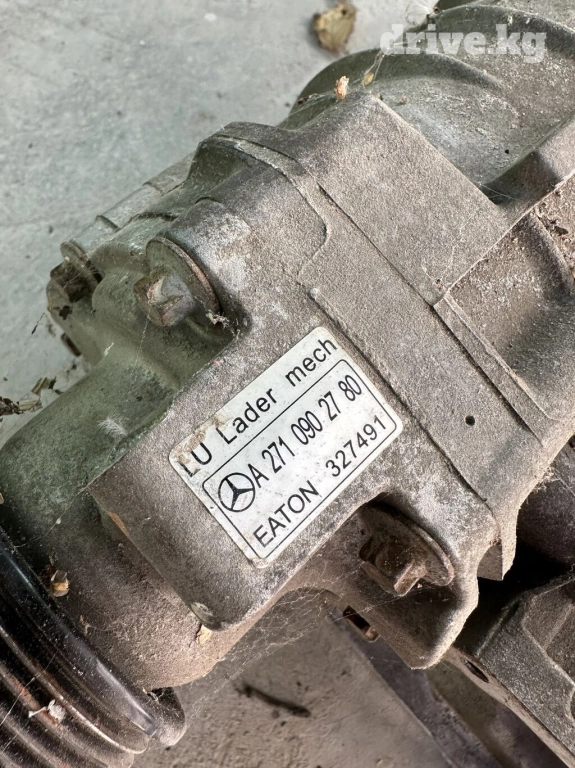 drive.kg
LU Lader mech
A 271 090 27 80
EATON 327491